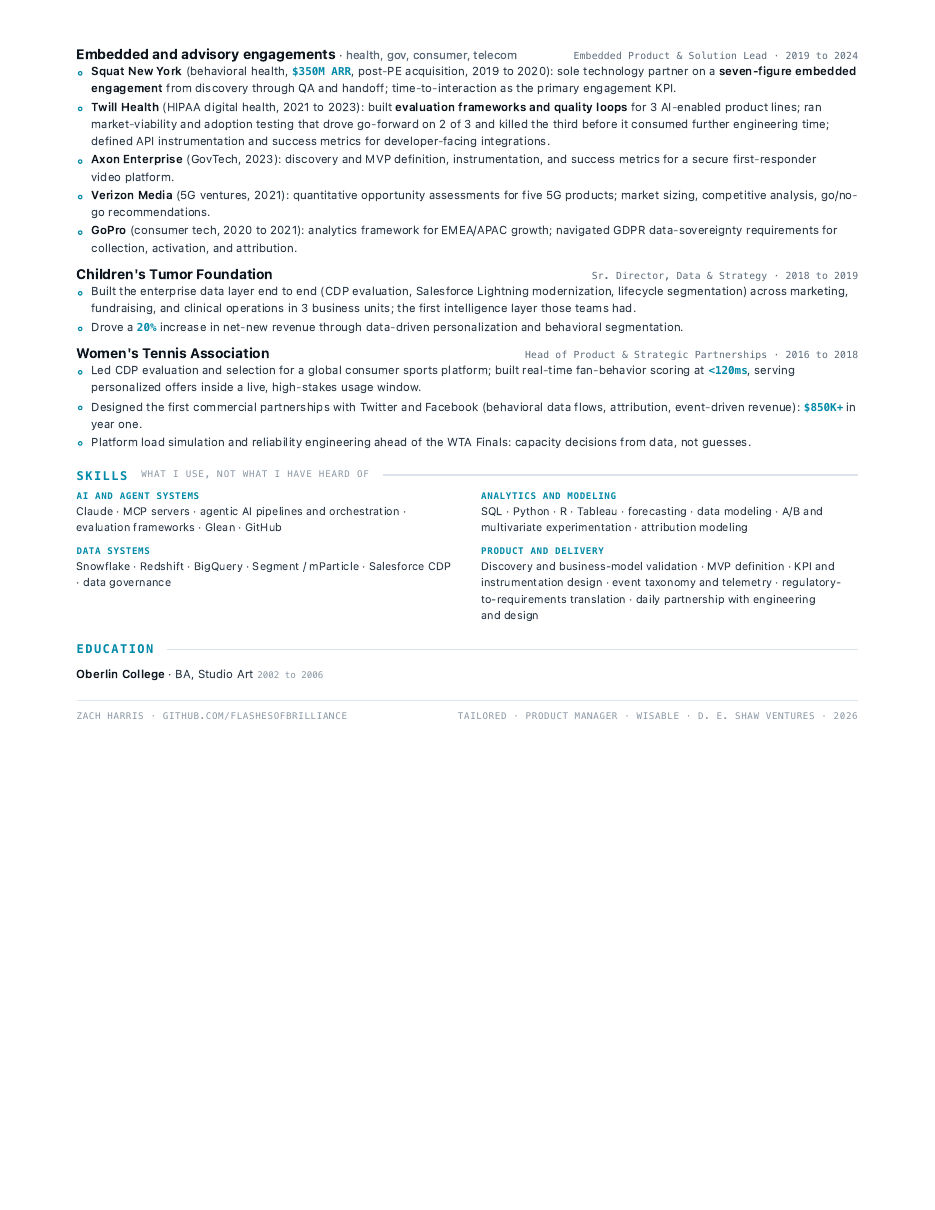 Embedded and advisory engagements · health, gov, consumer, telecom Embedded Product & Solution Lead · 2019 to 2024
Squat New York (behavioral health, $350M ARR, post-PE acquisition, 2019 to 2020): sole technology partner on a seven-figure embedded
engagement from discovery through QA and handoff; time-to-interaction as the primary engagement KPI.
Twill Health (HIPAA digital health, 2021 to 2023): built evaluation frameworks and quality loops for 3 AI-enabled product lines; ran
market-viability and adoption testing that drove go-forward on 2 of 3 and killed the third before it consumed further engineering time;
defined API instrumentation and success metrics for developer-facing integrations.
Axon Enterprise (GovTech, 2023): discovery and MVP definition, instrumentation, and success metrics for a secure first-responder
video platform.
Verizon Media (5G ventures, 2021): quantitative opportunity assessments for five 5G products; market sizing, competitive analysis, go/no-
go recommendations.
GoPro (consumer tech, 2020 to 2021): analytics framework for EMEA/APAC growth; navigated GDPR data-sovereignty requirements for
collection, activation, and attribution.
Children's Tumor Foundation Sr. Director, Data & Strategy · 2018 to 2019
Built the enterprise data layer end to end (CDP evaluation, Salesforce Lightning modernization, lifecycle segmentation) across marketing,
fundraising, and clinical operations in 3 business units; the first intelligence layer those teams had.
Drove a 20% increase in net-new revenue through data-driven personalization and behavioral segmentation.
Women's Tennis Association Head of Product & Strategic Partnerships · 2016 to 2018
Led CDP evaluation and selection for a global consumer sports platform; built real-time fan-behavior scoring at <120ms, serving
personalized offers inside a live, high-stakes usage window.
Designed the first commercial partnerships with Twitter and Facebook (behavioral data flows, attribution, event-driven revenue): $850K+ in
year one.
Platform load simulation and reliability engineering ahead of the WTA Finals: capacity decisions from data, not guesses.
SKILLS WHAT I USE, NOT WHAT I HAVE HEARD OF
AI AND AGENT SYSTEMS
Claude · MCP servers · agentic AI pipelines and orchestration ·
evaluation frameworks · Glean · GitHub
ANALYTICS AND MODELING
SQL · Python · R · Tableau · forecasting · data modeling · A/B and
multivariate experimentation · attribution modeling
DATA SYSTEMS
Snowflake · Redshift · BigQuery · Segment / mParticle · Salesforce CDP
· data governance
PRODUCT AND DELIVERY
Discovery and business-model validation · MVP definition · KPI and
instrumentation design · event taxonomy and telemetry · regulatory-
to-requirements translation · daily partnership with engineering
and design
EDUCATION
Oberlin College · BA, Studio Art 2002 to 2006
ZACH HARRIS · GITHUB.COM/FLASHESOFBRILLIANCE TAILORED · PRODUCT MANAGER · WISABLE · D. E. SHAW VENTURES · 2026